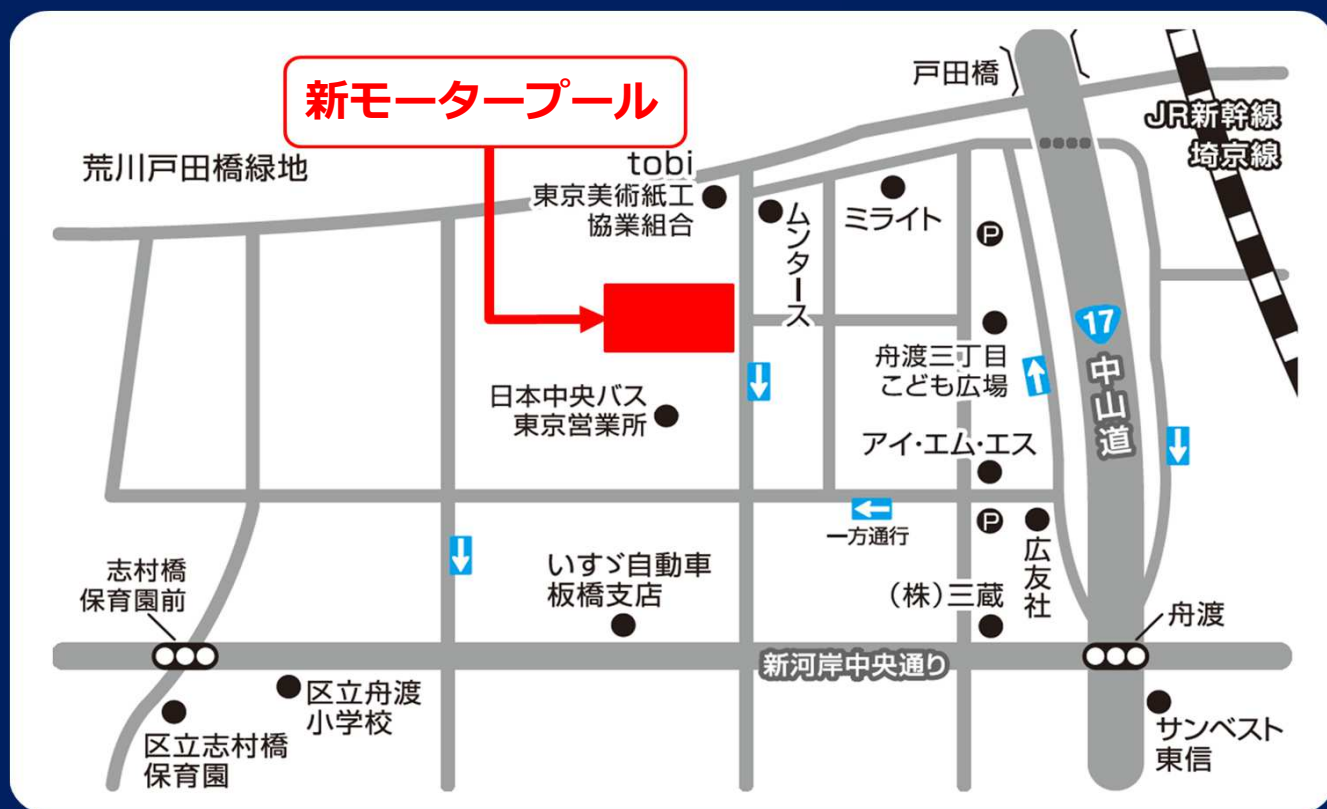 新モータープール
戸田橋
JR新幹線
埼京線
荒川戸田橋緑地
tobi
東京美術紙工
協業組合
ムンタース
ミライト
P
17
中山道
舟渡三丁目
こども広場
日本中央バス
東京営業所
アイ・エム・エス
一方通行
P
広友社
いすゞ自動車
板橋支店
(株)三蔵
志村橋
保育園前
舟渡
新河岸中央通り
区立舟渡
小学校
区立志村橋
保育園
サンベスト
東信